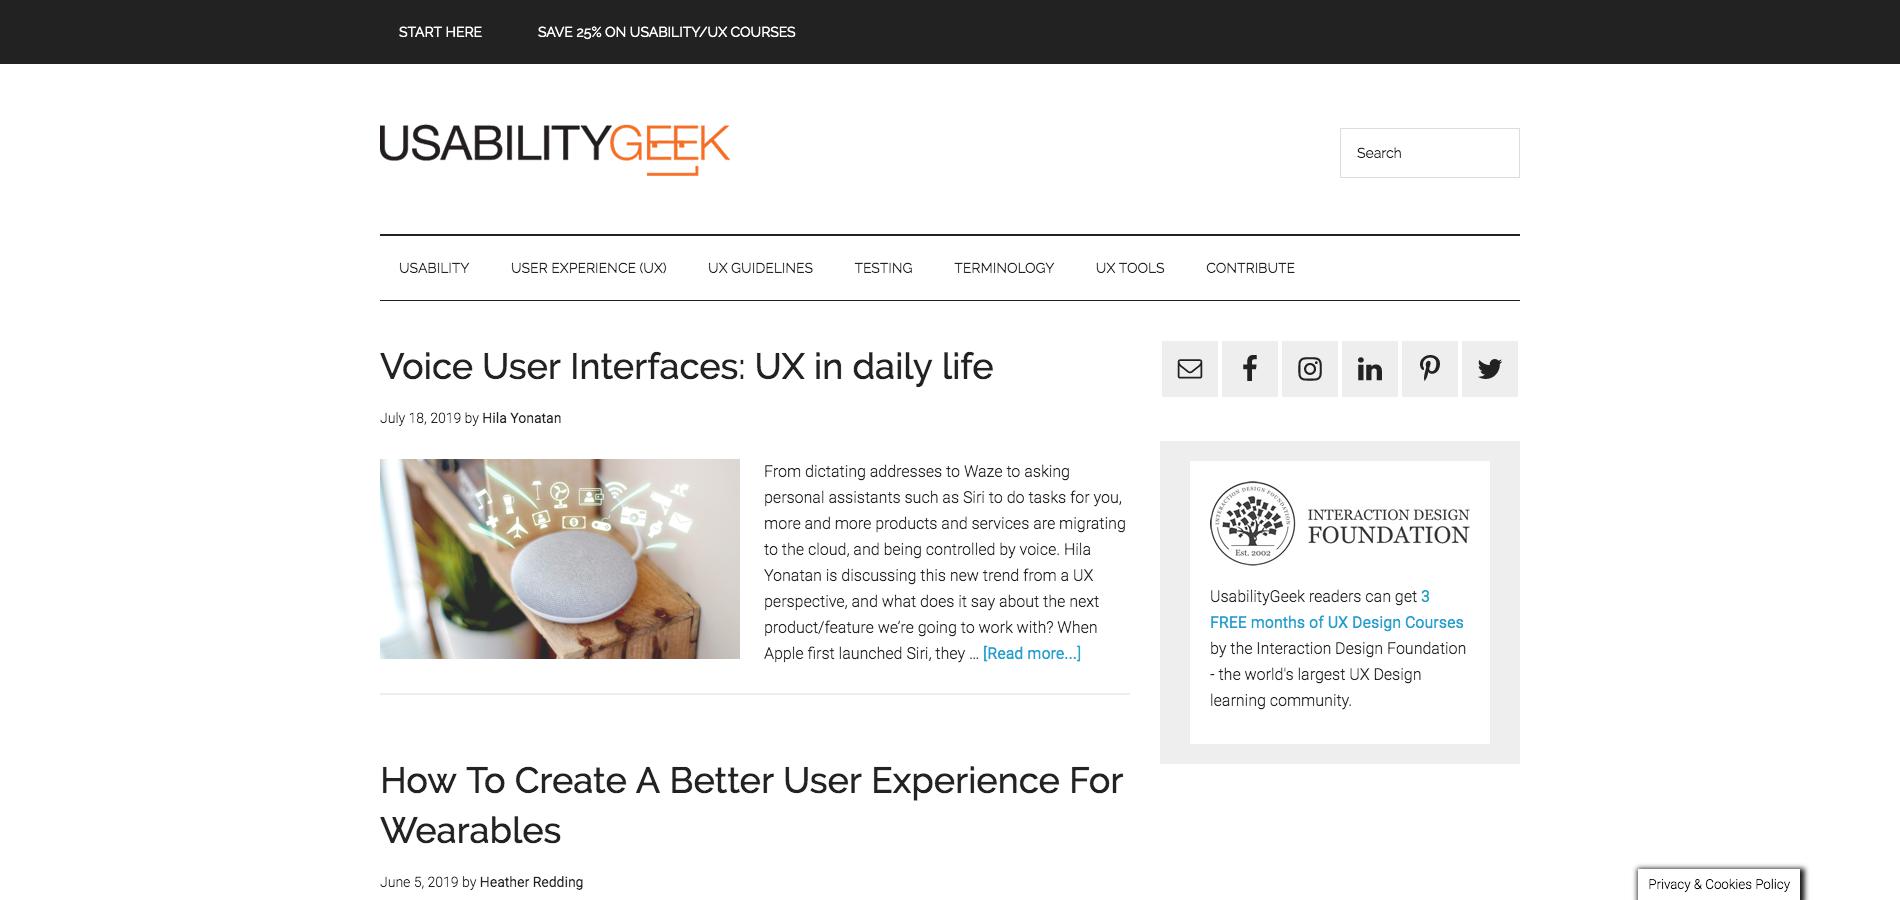 START HERE
SAVE 25% ON USABILITY/UX COURSES
USABILITYGEEK
Search
USABILITY
USER EXPERIENCE (UX)
UX GUIDELINES
TESTING
TERMINOLOGY
UX TOOLS
CONTRIBUTE
Voice User Interfaces: UX in daily life
July 18, 2019 by Hila Yonatan
From dictating addresses to Waze to asking
personal assistants such as Siri to do tasks for you,
more and more products and services are migrating
to the cloud, and being controlled by voice. Hila
Yonatan is discussing this new trend from a UX
perspective, and what does it say about the next
product/feature we’re going to work with? When
Apple first launched Siri, they ... [Read more...]
How To Create A Better User Experience For
Wearables
June 5, 2019 by Heather Redding
INTERACTION DESIGN FOUNDATION
Est. 2002
INTERACTION DESIGN
FOUNDATION
UsabilityGeek readers can get 3
FREE months of UX Design Courses
by the Interaction Design Foundation
- the world's largest UX Design
learning community.
Privacy & Cookies Policy